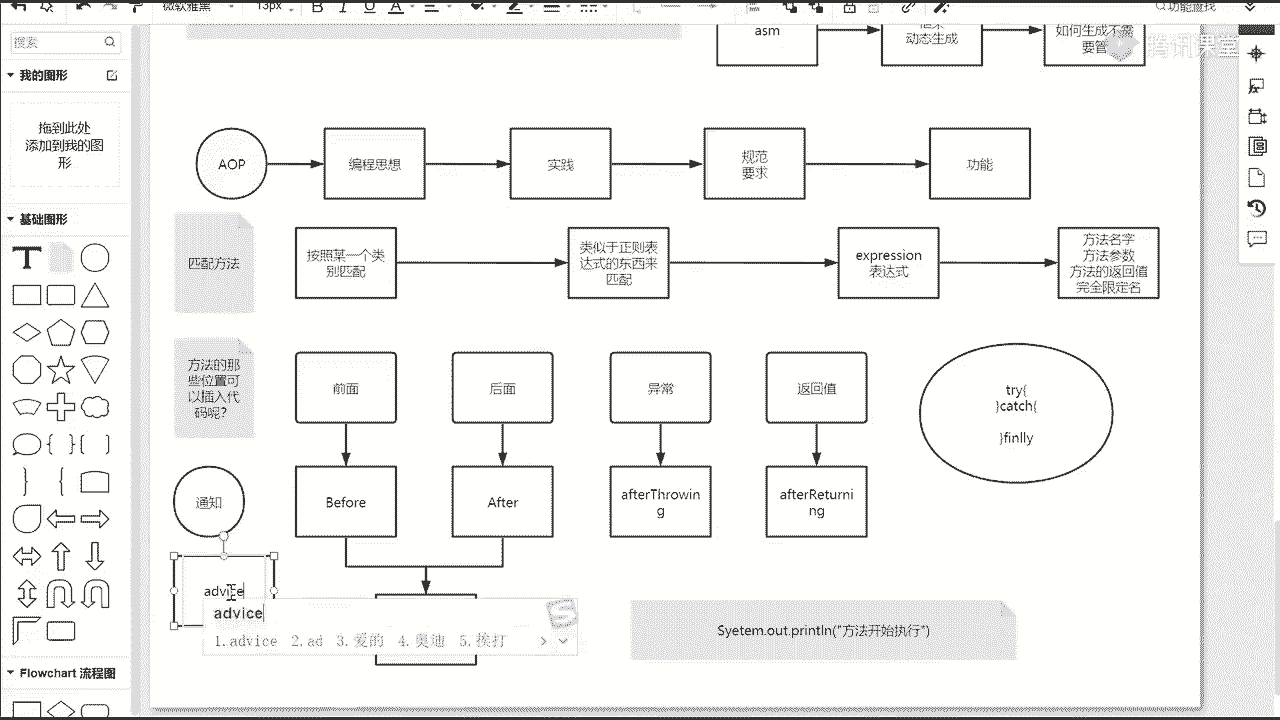 微软雅黑
13px
B
I
U
A
功能查找
搜索
我的图形
拖到此处
添加到我的图
形
基础图形
Flowchart 流程图
asm
框架
动态生成
如何生成不需
要管
腾讯课堂
AOP
编程思想
实践
规范
要求
功能
匹配方法
按照某一个类
别匹配
类似于正则表
达式的东西来
匹配
expression
表达式
方法名字
方法参数
方法的返回值
完全限定名
方法的那
些位置可
以插入代
码呢?
前面
后面
异常
返回值
try{
}catch{
}finlly
通知
Before
After
afterThrowin
g
afterReturni
ng
advice
advice
1.advice 2.ad 3.爱的 4.奥迪 5.挨打
Syetem.out.println("方法开始执行")